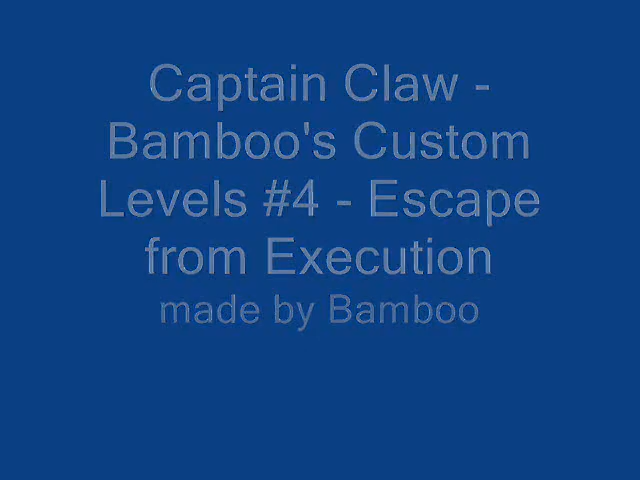 Captain Claw -
Bamboo's Custom
Levels #4 - Escape
from Execution
made by Bamboo